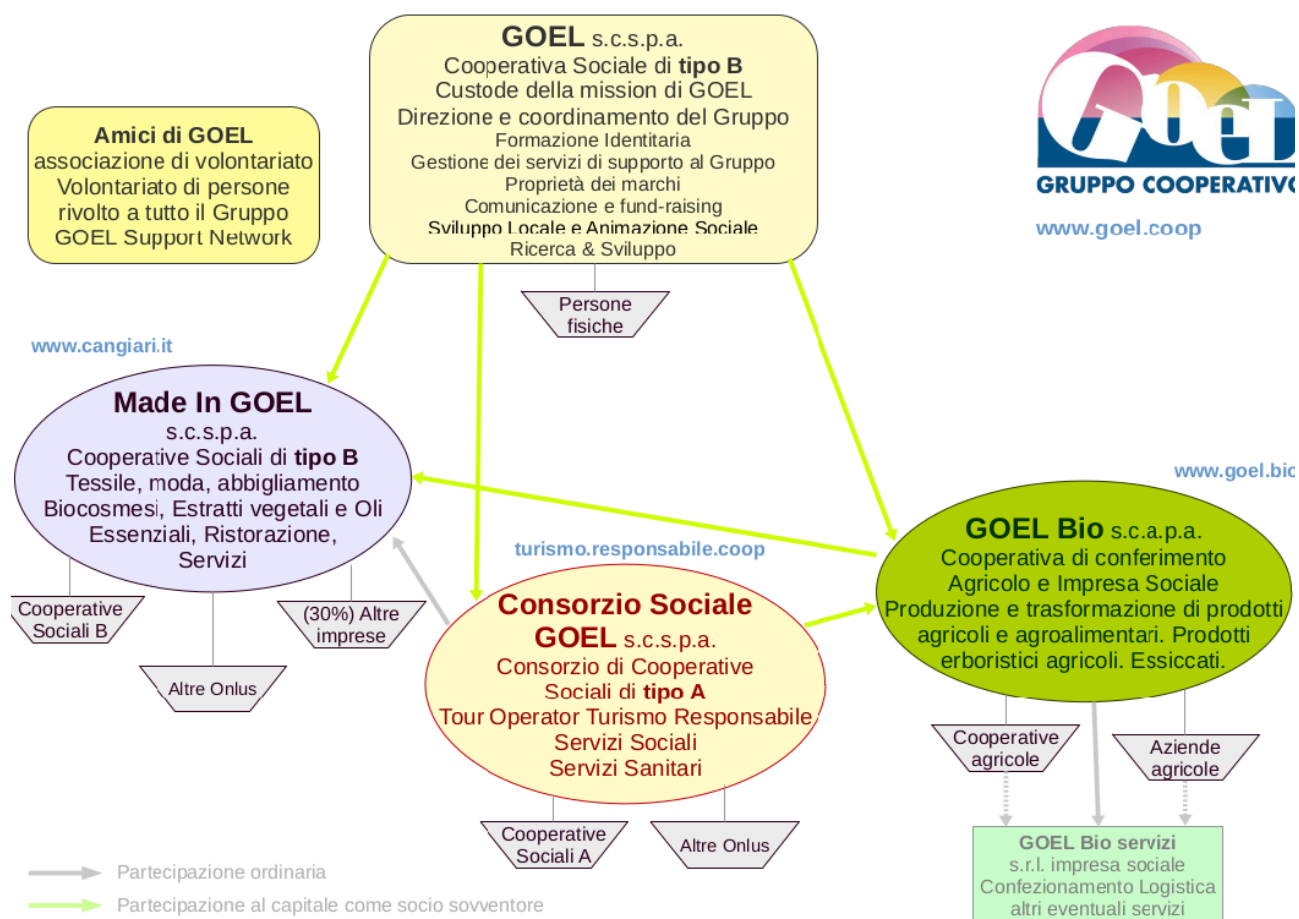 GOEL s.c.s.p.a.
Cooperativa Sociale di tipo B
Custode della mission di GOEL
Direzione e coordinamento del Gruppo
Formazione Identitaria
Gestione dei servizi di supporto al Gruppo
Proprietà dei marchi
Comunicazione e fund-raising
Sviluppo Locale e Animazione Sociale
Ricerca & Sviluppo
Persone
fisiche
Amici di GOEL
associazione di volontariato
Volontariato di persone
rivolto a tutto il Gruppo
GOEL Support Network
GOEL
GRUPPO COOPERATIVO
www.goel.coop
www.cangiari.it
Made In GOEL
s.c.s.p.a.
Cooperative Sociali di tipo B
Tessile, moda, abbigliamento
Biocosmesi, Estratti vegetali e Oli
Essenziali, Ristorazione,
Servizi
Cooperative
Sociali B
Altre Onlus
(30%) Altre
imprese
turismo.responsabile.coop
Consorzio Sociale
GOEL s.c.s.p.a.
Consorzio di Cooperative
Sociali di tipo A
Tour Operator Turismo Responsabile
Servizi Sociali
Servizi Sanitari
Cooperative
Sociali A
Altre Onlus
www.goel.bio
GOEL Bio s.c.a.p.a.
Cooperativa di conferimento
Agricolo e Impresa Sociale
Produzione e trasformazione di prodotti
agricoli e agroalimentari. Prodotti
erboristici agricoli. Essiccati.
Cooperative
agricole
Aziende
agricole
GOEL Bio servizi
s.r.l. impresa sociale
Confezionamento Logistica
altri eventuali servizi
Partecipazione ordinaria
Partecipazione al capitale come socio sovventore